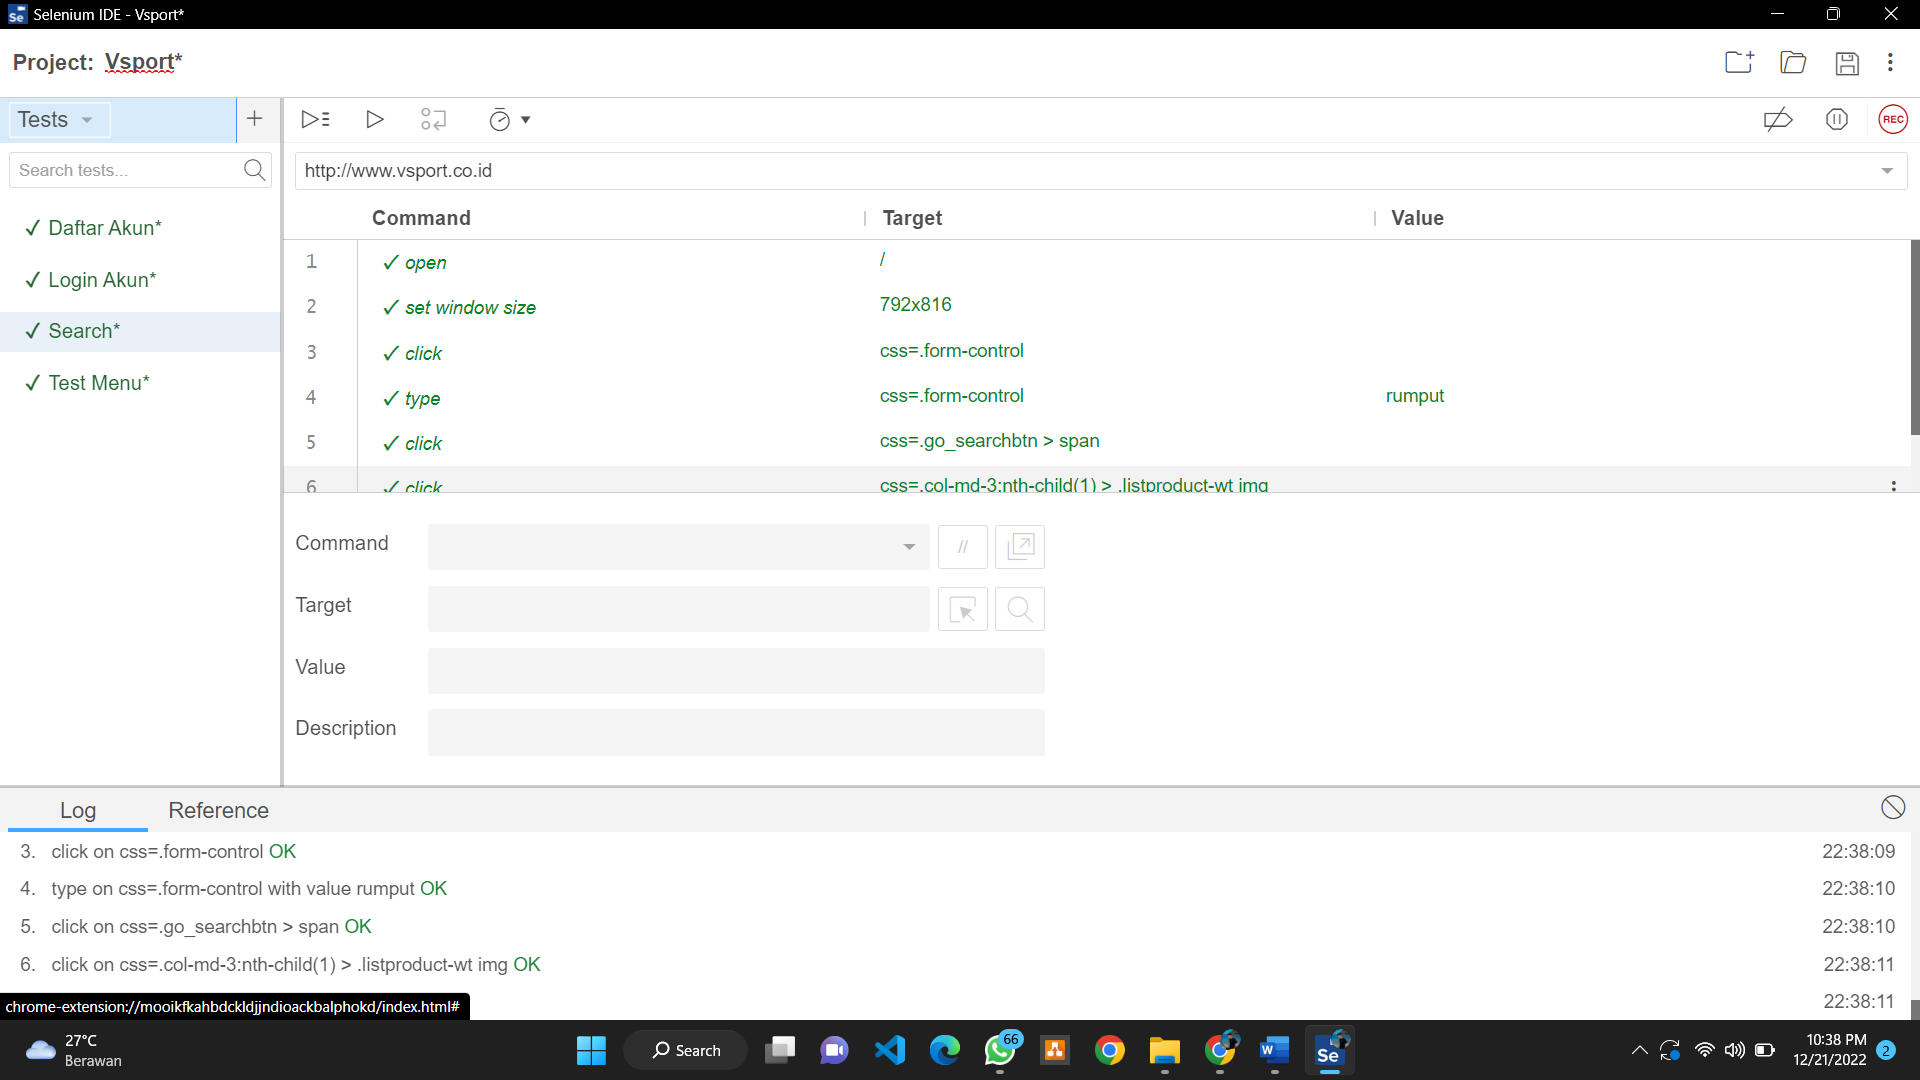 Selenium IDE - Vsport*
Project: Vsport*
Tests
Search tests...
Daftar Akun*
Login Akun*
Search*
Test Menu*
REC
http://www.vsport.co.id
Command Target Value
1 open /
2 set window size 792x816
3 click css=.form-control
4 type css=.form-control rumput
5 click css=.go_searchbtn > span
6 click css=.col-md-3:nth-child(1) > .listproduct-wt img
Command //
Target
Value
Description
Log Reference
3. click on css=.form-control OK 22:38:09
4. type on css=.form-control with value rumput OK 22:38:10
5. click on css=.go_searchbtn > span OK 22:38:10
6. click on css=.col-md-3:nth-child(1) > .listproduct-wt img OK 22:38:11
22:38:11
chrome-extension://mooikfkahbdckldjjndioackbalphokd/index.html#
27°C
Berawan
Search
66
Se
10:38 PM
12/21/2022
2